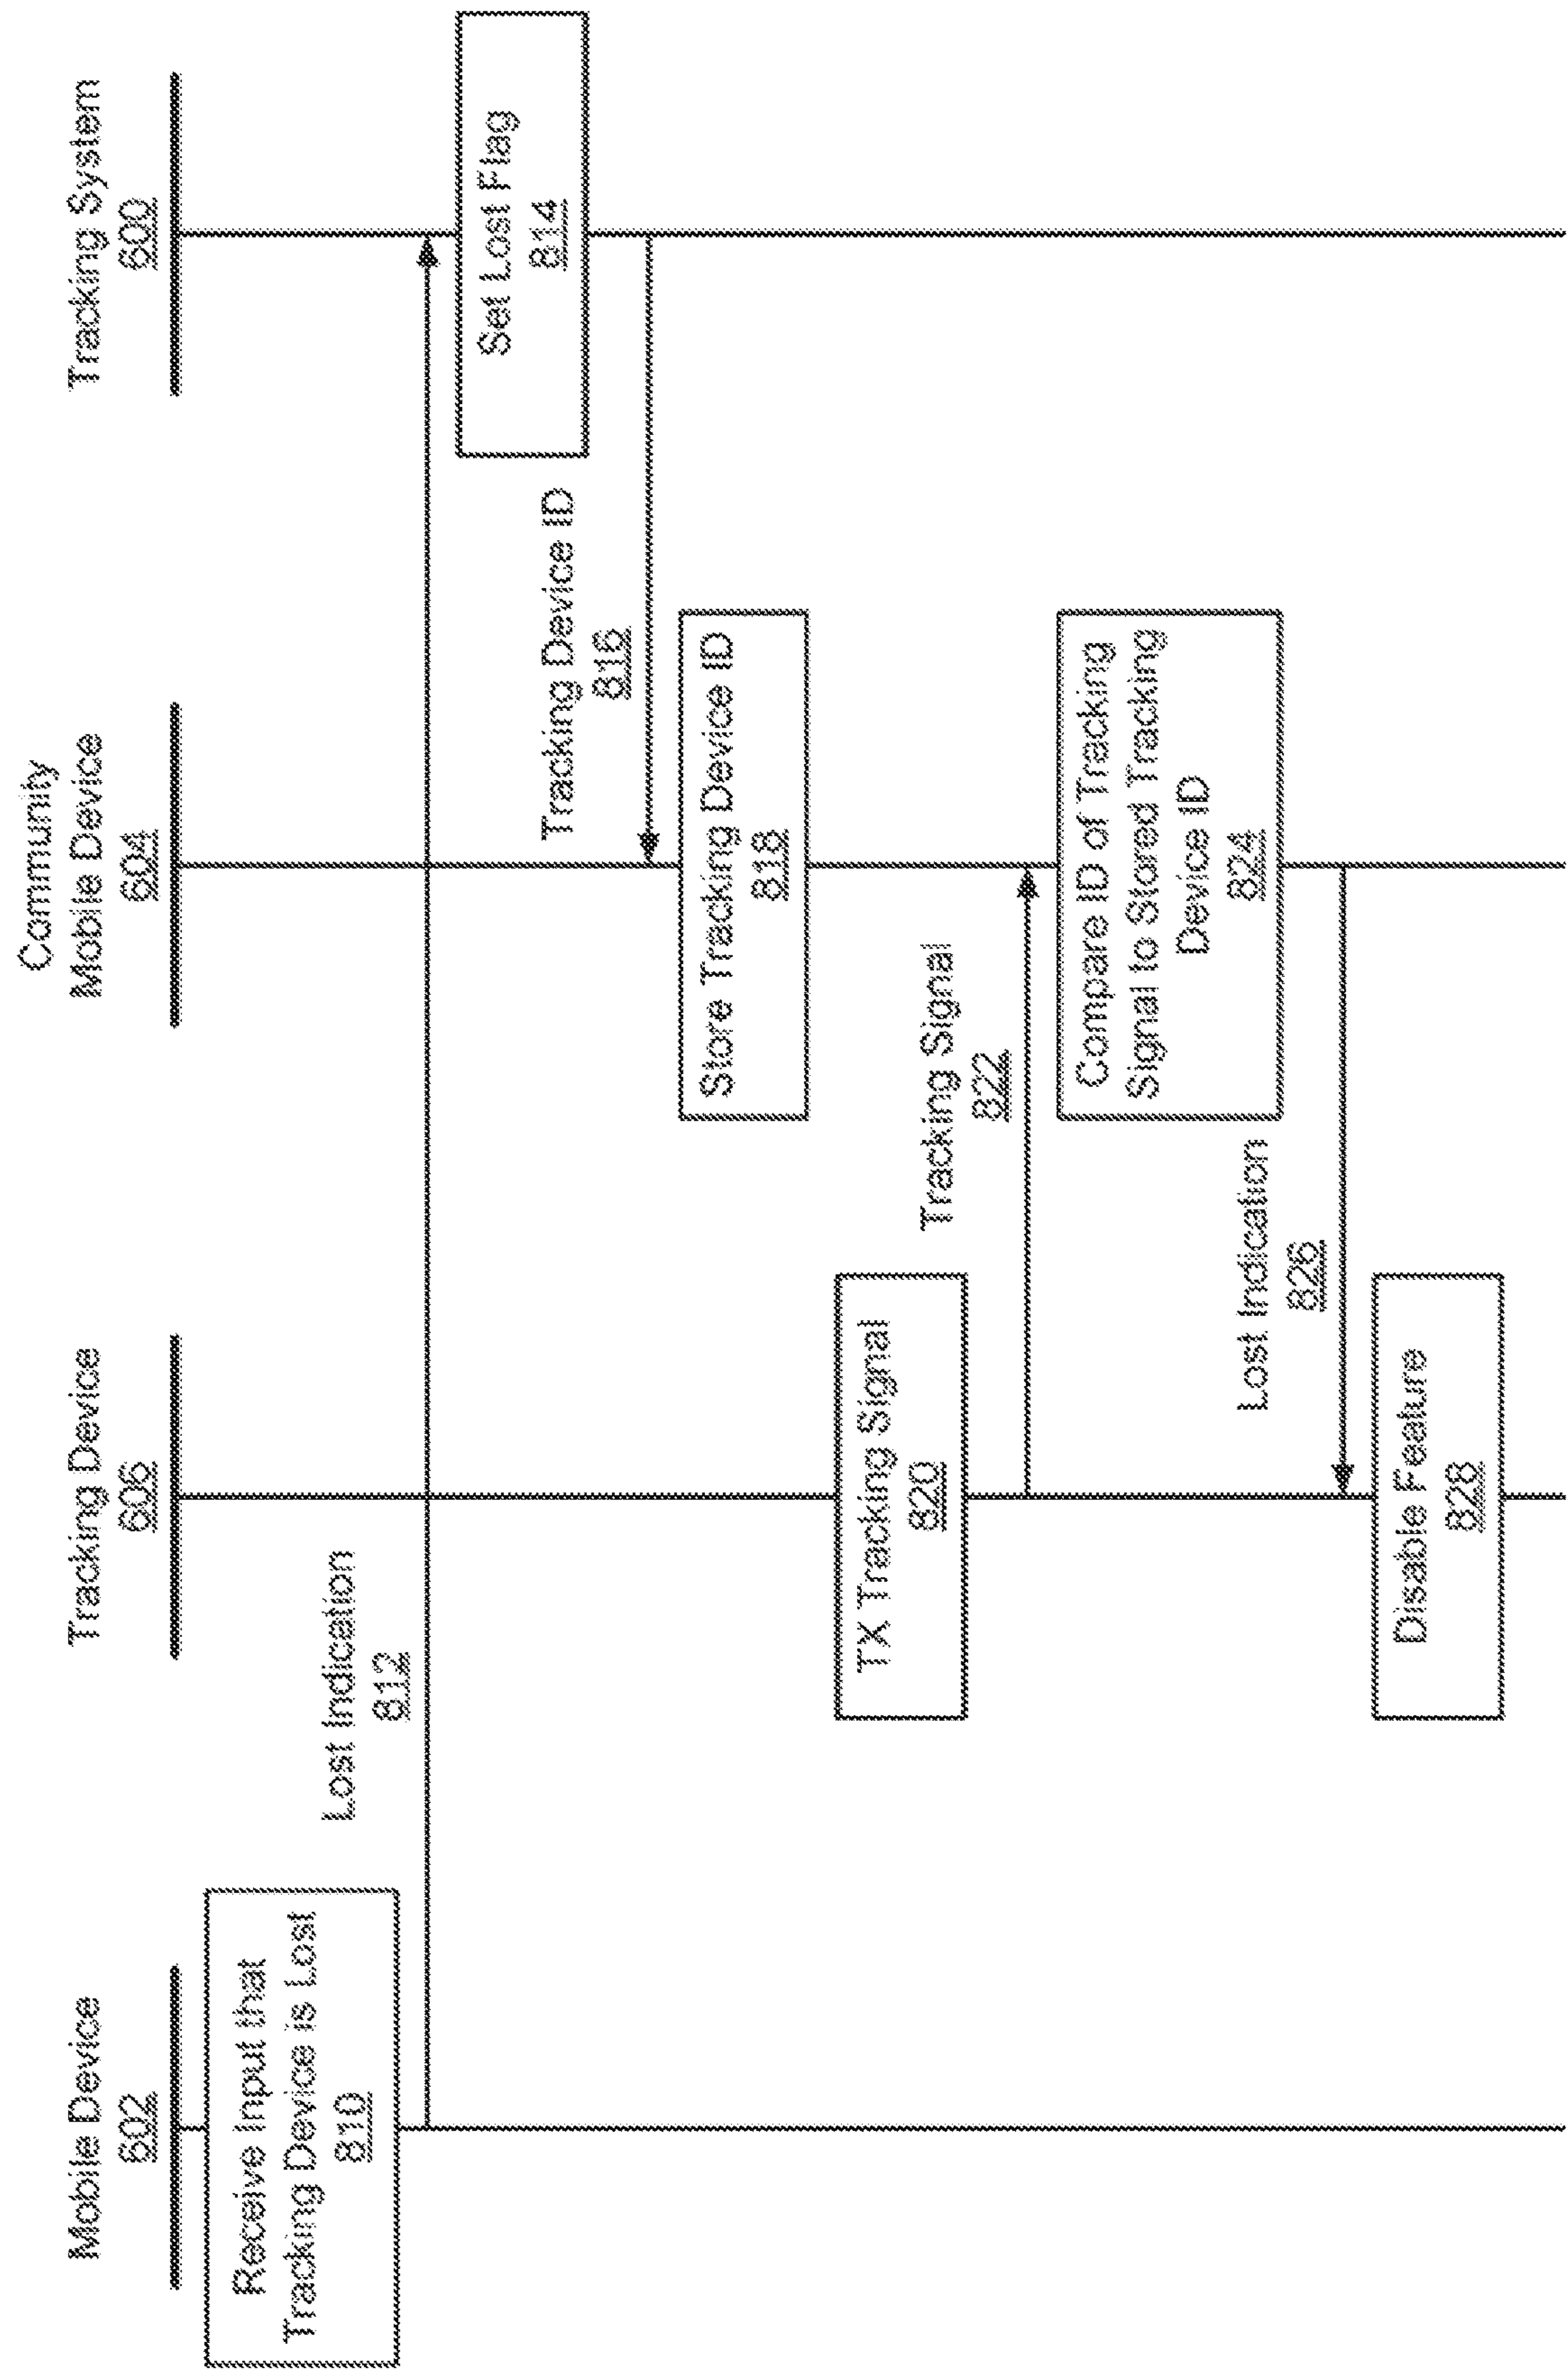 Mobile Device
602
Tracking Device
606
Community
Mobile Device
604
Tracking System
600
Receive Input that
Tracking Device is Lost
810
Lost Indication
812
Set Lost Flag
814
Tracking Device ID
816
Store Tracking Device ID
818
TX Tracking Signal
820
Tracking Signal
822
Compare ID of Tracking
Signal to Stored Tracking
Device ID
824
Lost Indication
826
Disable Feature
828